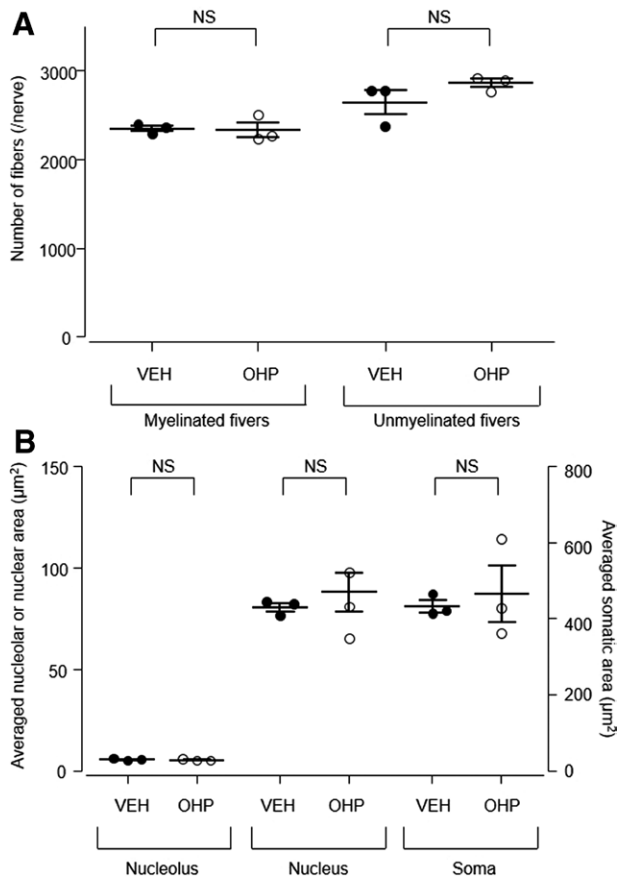 A
NS NS
Number of fibers (/nerve)
3000
2000
1000
0
VEH OHP VEH OHP
Myelinated fivers Unmyelinated fivers
B
Averaged nucleolar or nuclear area (µm²)
150
100
50
0
NS NS NS
800
600
400
200
0
Averaged somatic area (µm²)
VEH OHP VEH OHP VEH OHP
Nucleolus Nucleus Soma